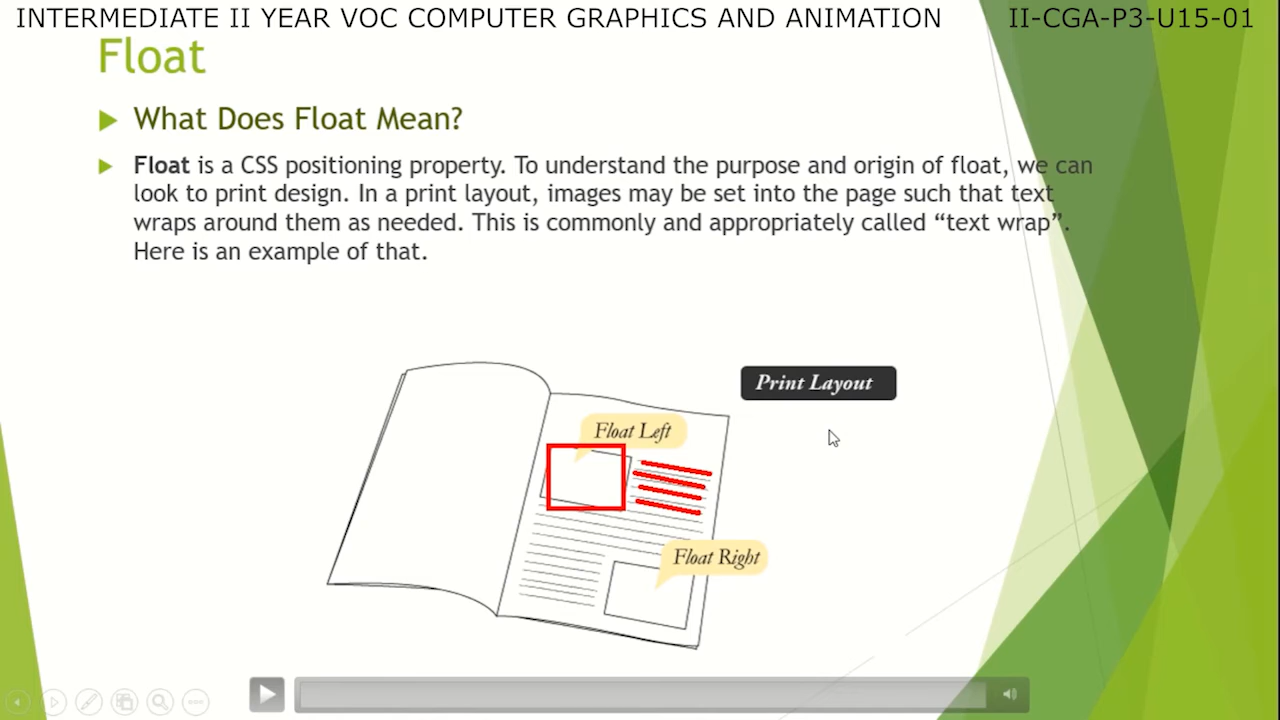 INTERMEDIATE II YEAR VOC COMPUTER GRAPHICS AND ANIMATION II-CGA-P3-U15-01
Float
What Does Float Mean?
Float is a CSS positioning property. To understand the purpose and origin of float, we can
look to print design. In a print layout, images may be set into the page such that text
wraps around them as needed. This is commonly and appropriately called “text wrap”.
Here is an example of that.
Print Layout
Float Left
Float Right